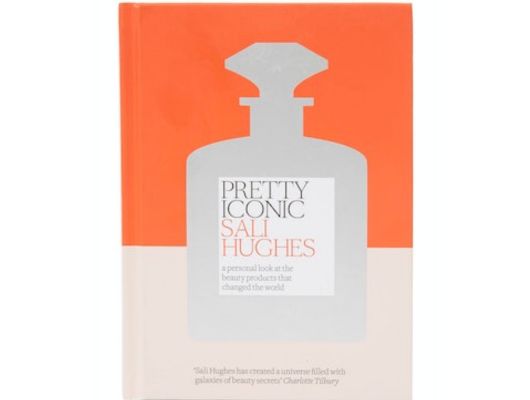 PRETTY
ICONIC
SALI
HUGHES
a personal look at the
beauty products that
changed the world
'Sali Hughes has created a universe filled with
galaxies of beauty secrets' Charlotte Tilbury